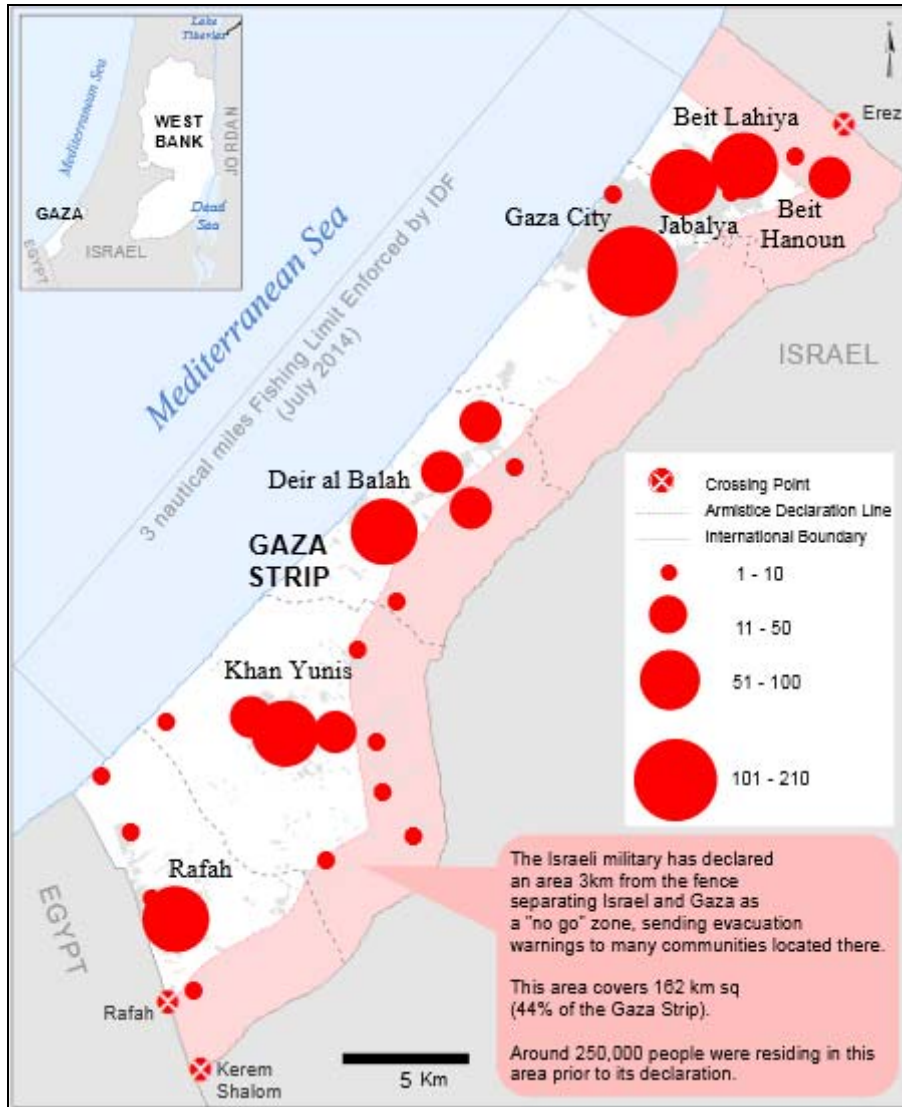 Lake
Tiberias
Mediterranean Sea
WEST
BANK
JORDAN
Dead
Sea
GAZA
ISRAEL
EGYPT
Erez
Beit Lahiya
Gaza City
Jabalya
Beit
Hanoun
Mediterranean Sea
3 nautical miles Fishing Limit Enforced by IDF
(July 2014)
ISRAEL
Deir al Balah
GAZA
STRIP
Khan Yunis
Rafah
EGYPT
Rafah
Kerem
Shalom
5 Km
Crossing Point
Armistice Declaration Line
International Boundary
1 - 10
11 - 50
51 - 100
101 - 210
The Israeli military has declared
an area 3km from the fence
separating Israel and Gaza as
a "no go" zone, sending evacuation
warnings to many communities located there.
This area covers 162 km sq
(44% of the Gaza Strip).
Around 250,000 people were residing in this
area prior to its declaration.